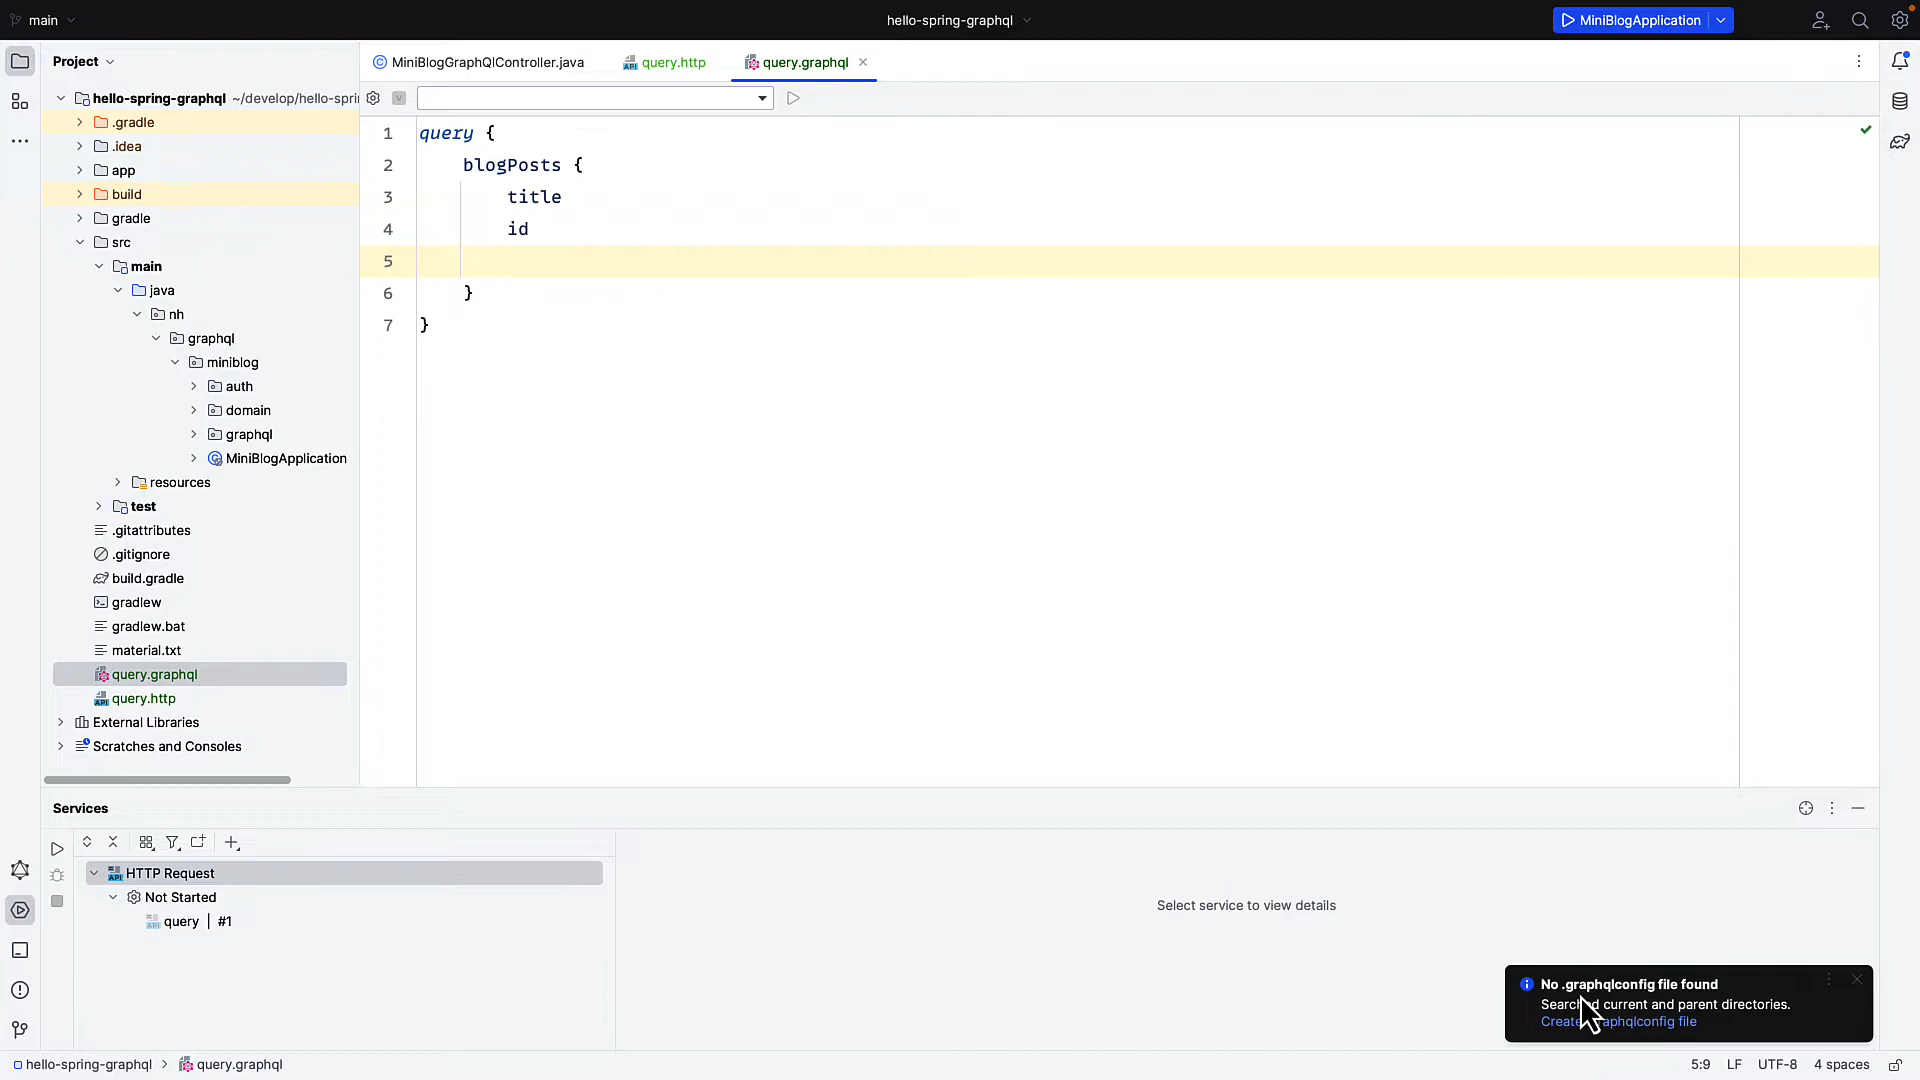 main
hello-spring-graphql
MiniBlogApplication
Project
MiniBlogGraphQlController.java
query.http
query.graphql
hello-spring-graphql ~/develop/hello-spri
.gradle
.idea
app
build
gradle
src
main
java
nh
graphql
miniblog
auth
domain
graphql
MiniBlogApplication
resources
test
.gitattributes
.gitignore
build.gradle
gradlew
gradlew.bat
material.txt
query.graphql
query.http
External Libraries
Scratches and Consoles
1 query {
2 blogPosts {
3 title
4 id
5
6 }
7 }
Services
HTTP Request
Not Started
query | #1
Select service to view details
No .graphqlconfig file found
Searched current and parent directories.
Create .graphqlconfig file
hello-spring-graphql > query.graphql
5:9 LF UTF-8 4 spaces